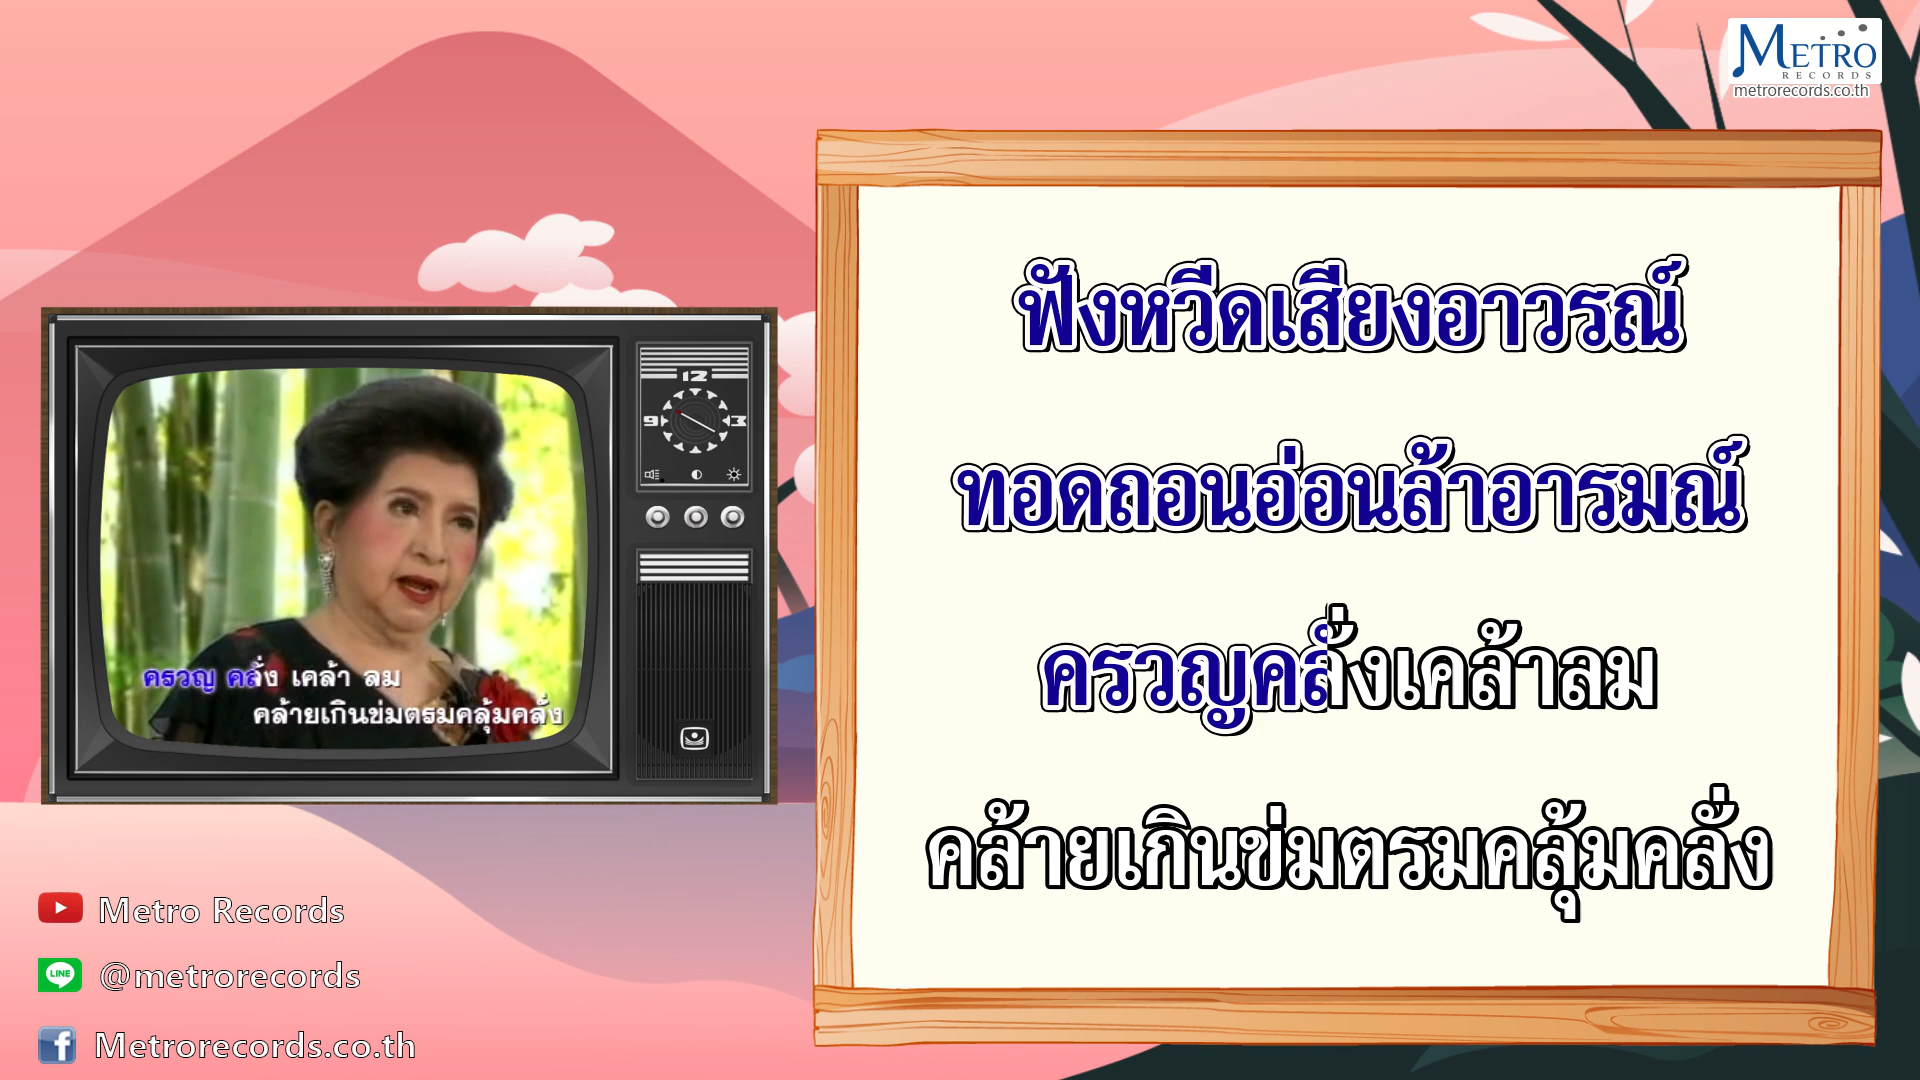 METRO
RECORDS
metrorecords.co.th
ฟังหวีดเสียงอาวรณ์
ทอดถอนอ่อนล้าอารมณ์
ครวญคลั่งเคล้าลม
คล้ายเกินข่มตรมคลุ้มคลั่ง
12
9 3
ครวญ คลั่ง เคล้า ลม
คล้ายเกินข่มตรมคลุ้มคลั่ง
Metro Records
LINE @metrorecords
f Metrorecords.co.th